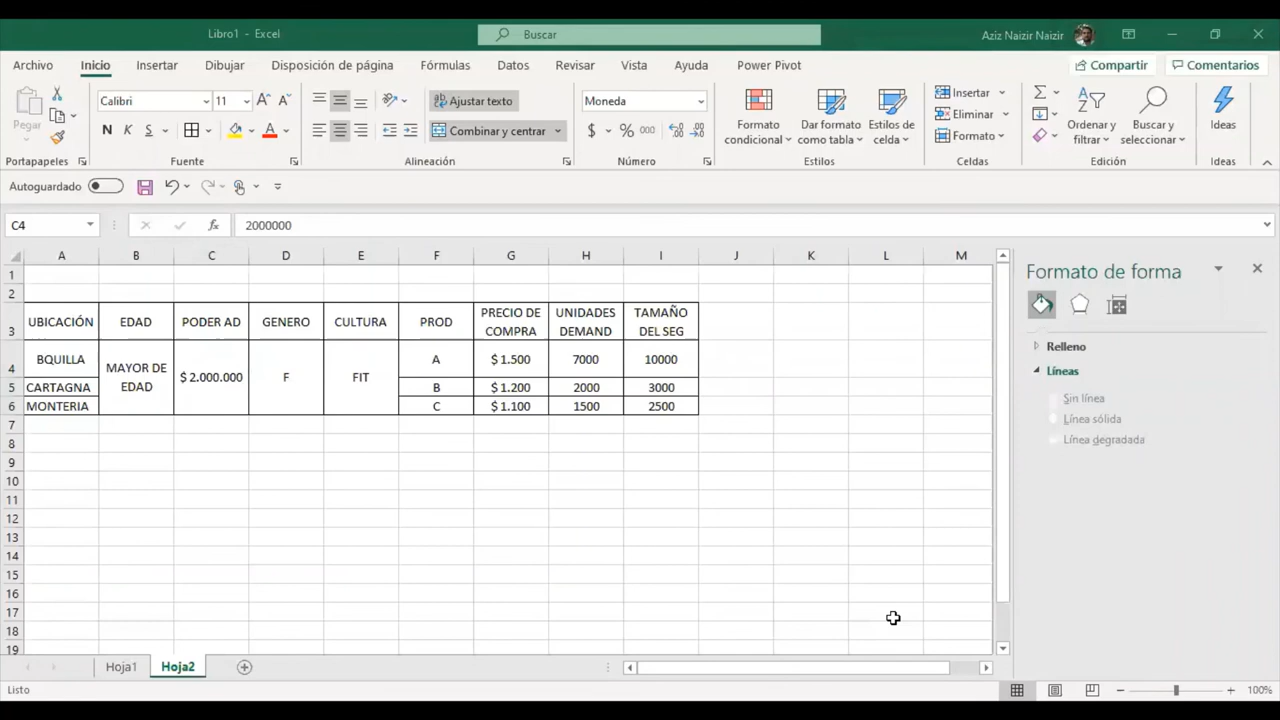 Libro1 - Excel
Buscar
Aziz Naizir Naizir
Archivo Inicio Insertar Dibujar Disposición de página Fórmulas Datos Revisar Vista Ayuda Power Pivot
Compartir Comentarios
Pegar
Calibri 11
N K S
Ajustar texto
Combinar y centrar
Moneda
$ % 000
Formato condicional
Dar formato como tabla
Estilos de celda
Insertar
Eliminar
Formato
Ordenar y filtrar
Buscar y seleccionar
Ideas
Portapapeles Fuente Alineación Número Estilos Celdas Edición Ideas
Autoguardado
C4 fx 2000000
A B C D E F G H I J K L M
1
2
3 UBICACIÓN EDAD PODER AD GENERO CULTURA PROD PRECIO DE COMPRA UNIDADES DEMAND TAMAÑO DEL SEG
4 BQUILLA MAYOR DE EDAD $ 2.000.000 F FIT A $ 1.500 7000 10000
5 CARTAGNA B $ 1.200 2000 3000
6 MONTERIA C $ 1.100 1500 2500
7
8
9
10
11
12
13
14
15
16
17
18
19
Formato de forma
Relleno
Líneas
Sin línea
Línea sólida
Línea degradada
Hoja1 Hoja2
Listo
100%